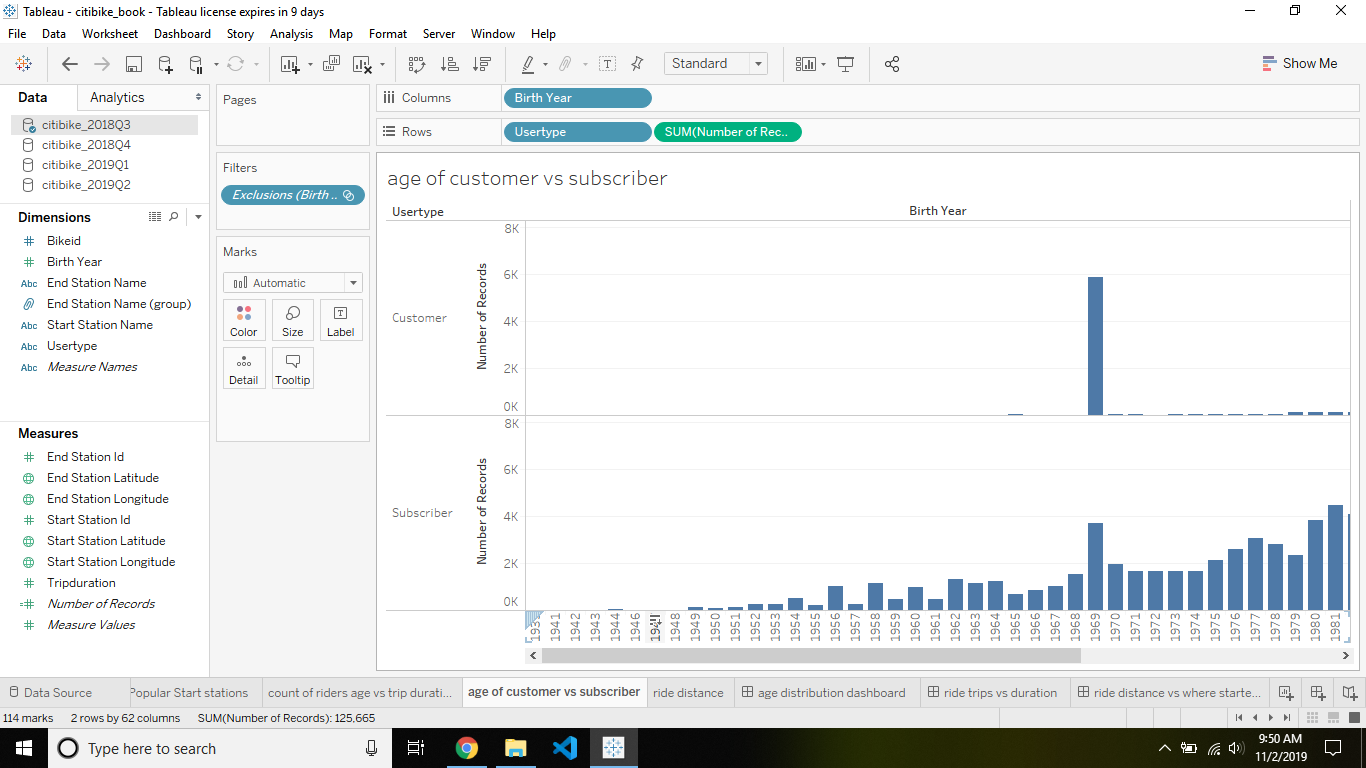 Tableau - citibike_book - Tableau license expires in 9 days
File Data Worksheet Dashboard Story Analysis Map Format Server Window Help
Standard
Show Me
Data Analytics
citibike_2018Q3
citibike_2018Q4
citibike_2019Q1
citibike_2019Q2
Dimensions
Bikeid
Birth Year
Abc End Station Name
End Station Name (group)
Abc Start Station Name
Abc Usertype
Abc Measure Names
Measures
End Station Id
End Station Latitude
End Station Longitude
Start Station Id
Start Station Latitude
Start Station Longitude
Tripduration
Number of Records
Measure Values
Pages
Filters
Exclusions (Birth ..
Marks
Automatic
Color Size Label
Detail Tooltip
Columns Birth Year
Rows Usertype SUM(Number of Rec..
age of customer vs subscriber
Usertype Birth Year
Customer
Number of Records
8K
6K
4K
2K
0K
Subscriber
Number of Records
8K
6K
4K
2K
0K
1941 1942 1943 1944 1946 1948 1949 1950 1951 1952 1953 1954 1955 1956 1957 1958 1959 1960 1961 1962 1963 1964 1965 1966 1967 1968 1969 1970 1971 1972 1973 1974 1975 1976 1977 1978 1979 1980 1981
Data Source Popular Start stations count of riders age vs trip durati... age of customer vs subscriber ride distance age distribution dashboard ride trips vs duration ride distance vs where starte...
114 marks 2 rows by 62 columns SUM(Number of Records): 125,665
Type here to search
9:50 AM
11/2/2019